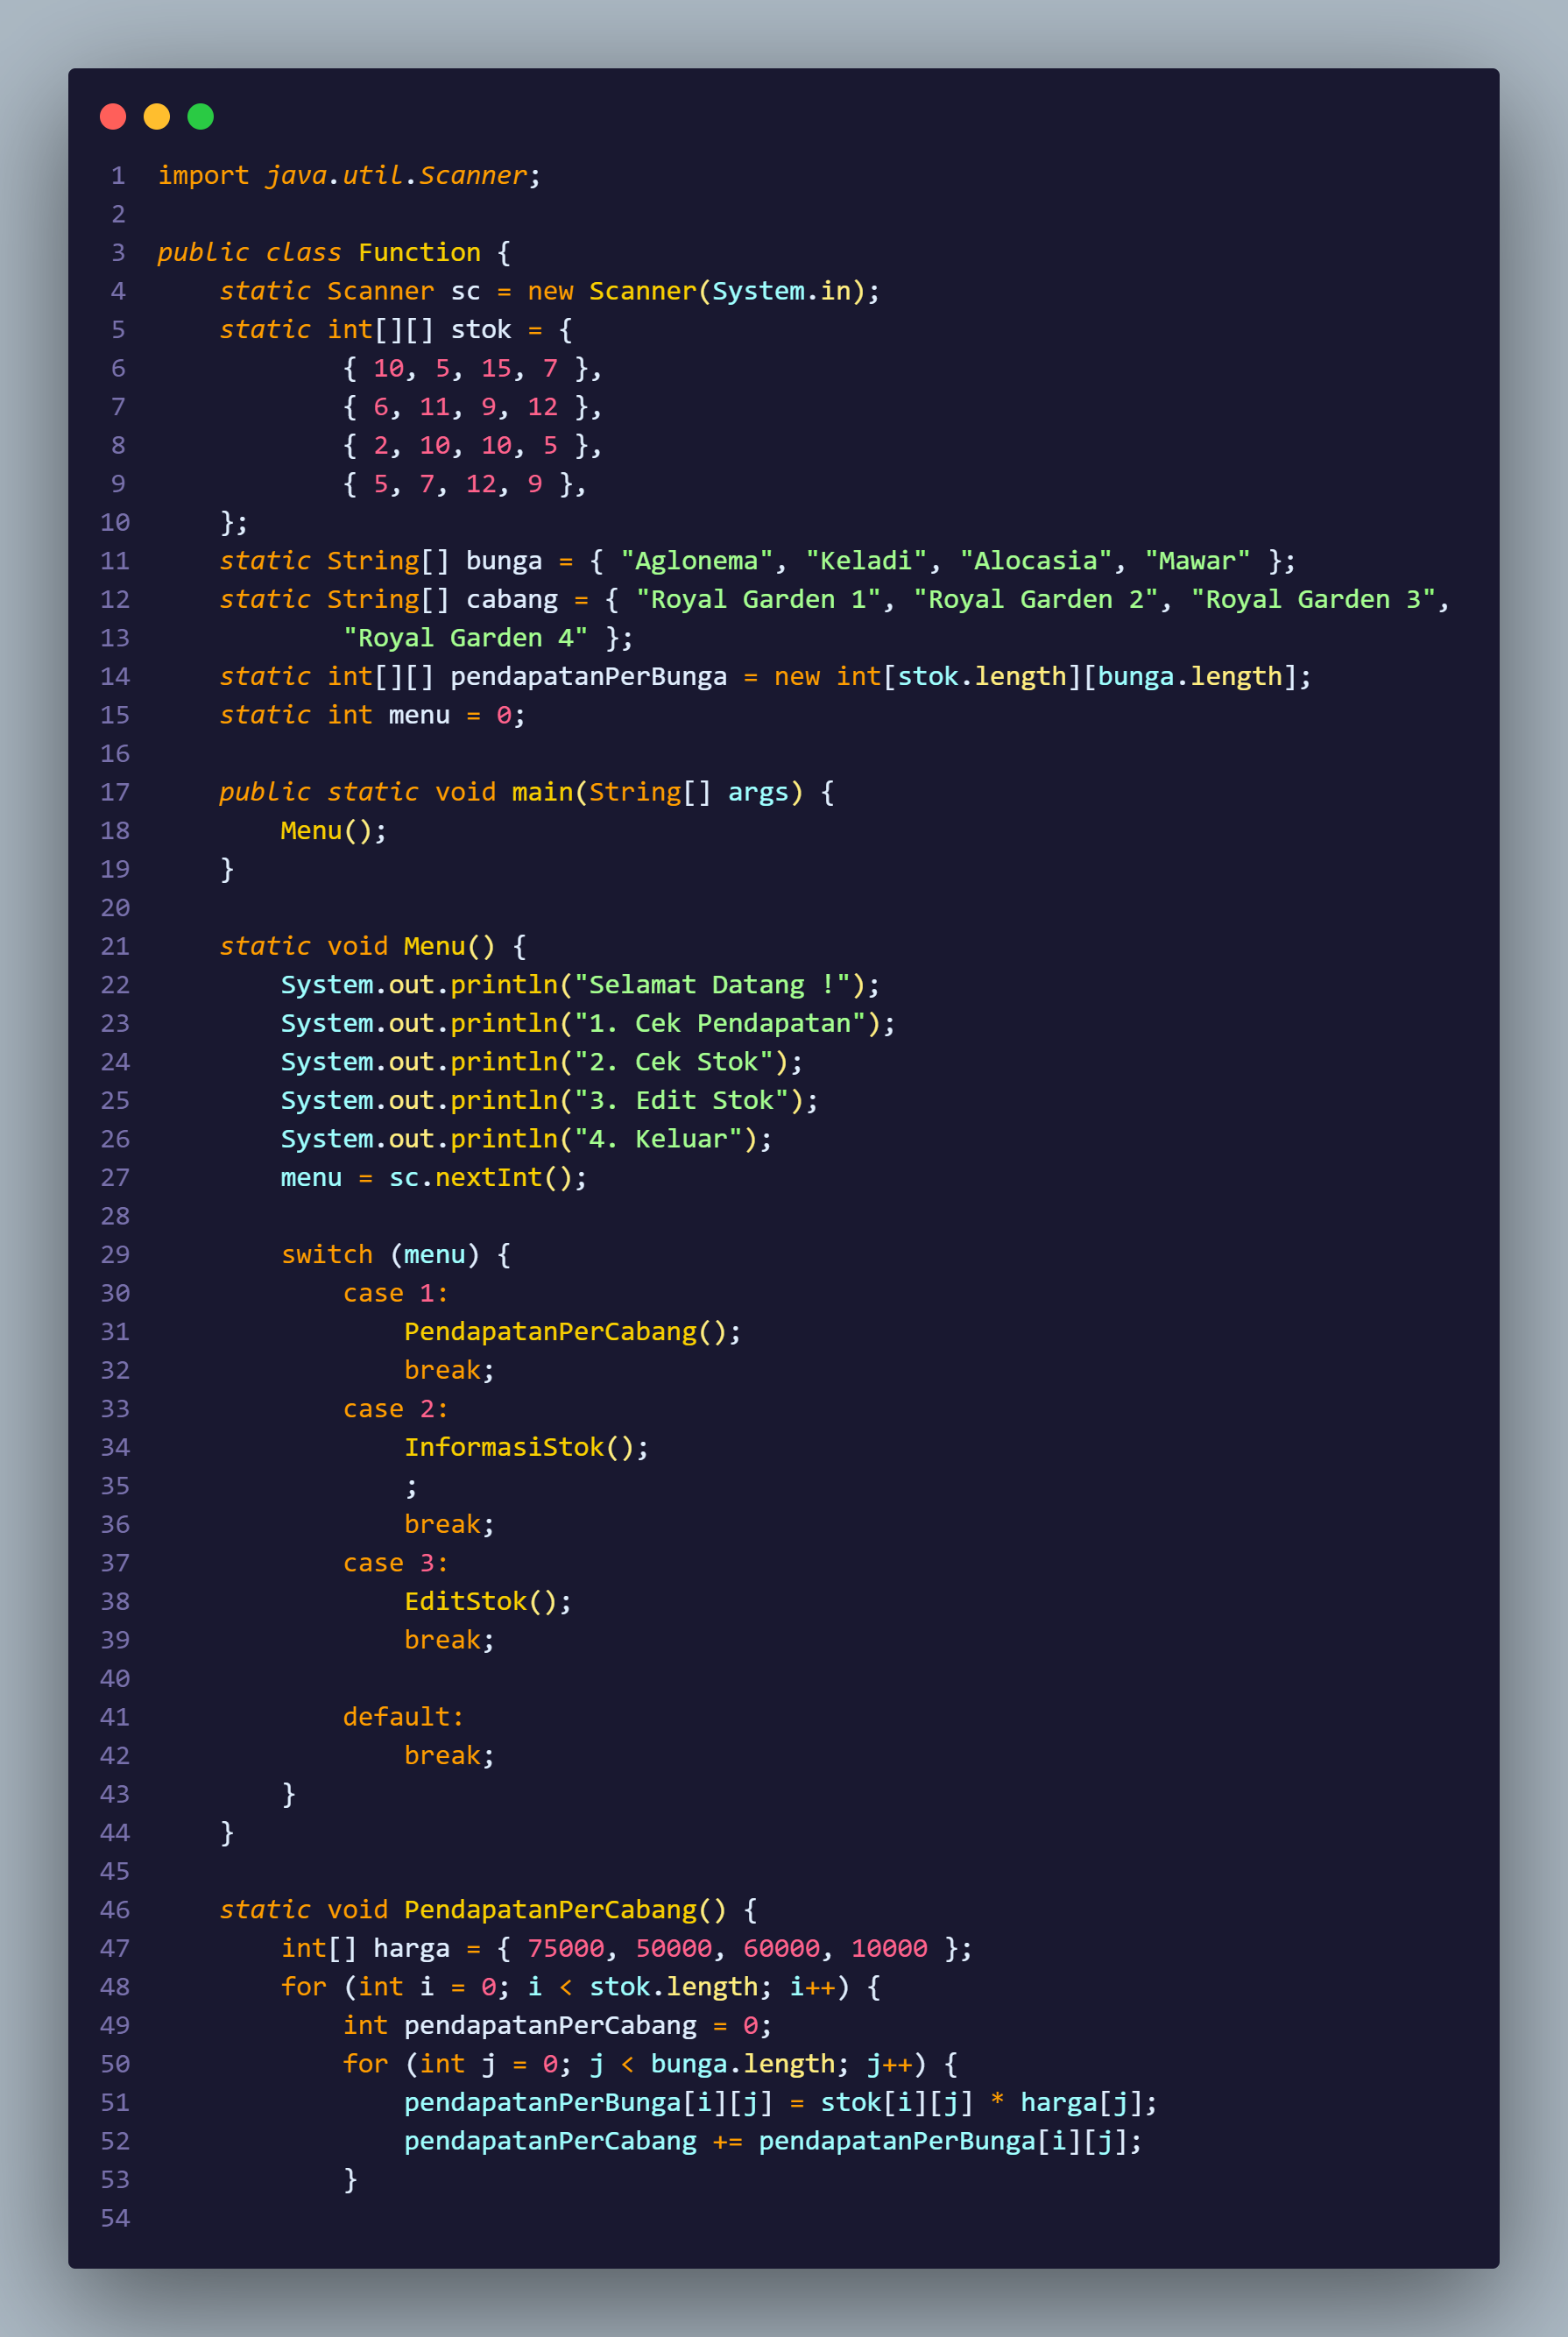 1 import java.util.Scanner;
2
3 public class Function {
4     static Scanner sc = new Scanner(System.in);
5     static int[][] stok = {
6             { 10, 5, 15, 7 },
7             { 6, 11, 9, 12 },
8             { 2, 10, 10, 5 },
9             { 5, 7, 12, 9 },
10     };
11     static String[] bunga = { "Aglonema", "Keladi", "Alocasia", "Mawar" };
12     static String[] cabang = { "Royal Garden 1", "Royal Garden 2", "Royal Garden 3",
13             "Royal Garden 4" };
14     static int[][] pendapatanPerBunga = new int[stok.length][bunga.length];
15     static int menu = 0;
16
17     public static void main(String[] args) {
18         Menu();
19     }
20
21     static void Menu() {
22         System.out.println("Selamat Datang !");
23         System.out.println("1. Cek Pendapatan");
24         System.out.println("2. Cek Stok");
25         System.out.println("3. Edit Stok");
26         System.out.println("4. Keluar");
27         menu = sc.nextInt();
28
29         switch (menu) {
30             case 1:
31                 PendapatanPerCabang();
32                 break;
33             case 2:
34                 InformasiStok();
35                 ;
36                 break;
37             case 3:
38                 EditStok();
39                 break;
40
41             default:
42                 break;
43         }
44     }
45
46     static void PendapatanPerCabang() {
47         int[] harga = { 75000, 50000, 60000, 10000 };
48         for (int i = 0; i < stok.length; i++) {
49             int pendapatanPerCabang = 0;
50             for (int j = 0; j < bunga.length; j++) {
51                 pendapatanPerBunga[i][j] = stok[i][j] * harga[j];
52                 pendapatanPerCabang += pendapatanPerBunga[i][j];
53             }
54